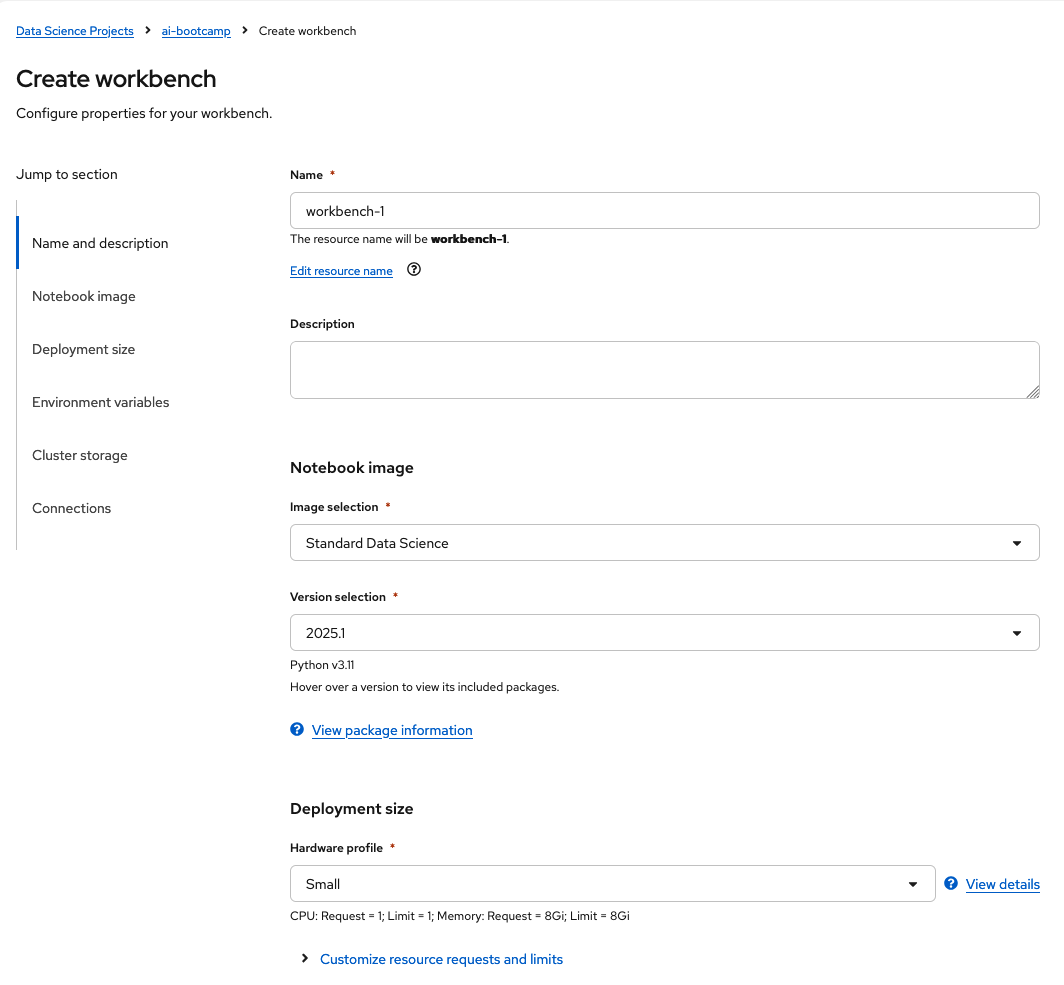 Data Science Projects > ai-bootcamp > Create workbench
Create workbench
Configure properties for your workbench.
Jump to section
Name and description
Notebook image
Deployment size
Environment variables
Cluster storage
Connections
Name *
workbench-1
The resource name will be workbench-1.
Edit resource name
Description
Notebook image
Image selection *
Standard Data Science
Version selection *
2025.1
Python v3.11
Hover over a version to view its included packages.
View package information
Deployment size
Hardware profile *
Small
View details
CPU: Request = 1; Limit = 1; Memory: Request = 8Gi; Limit = 8Gi
Customize resource requests and limits